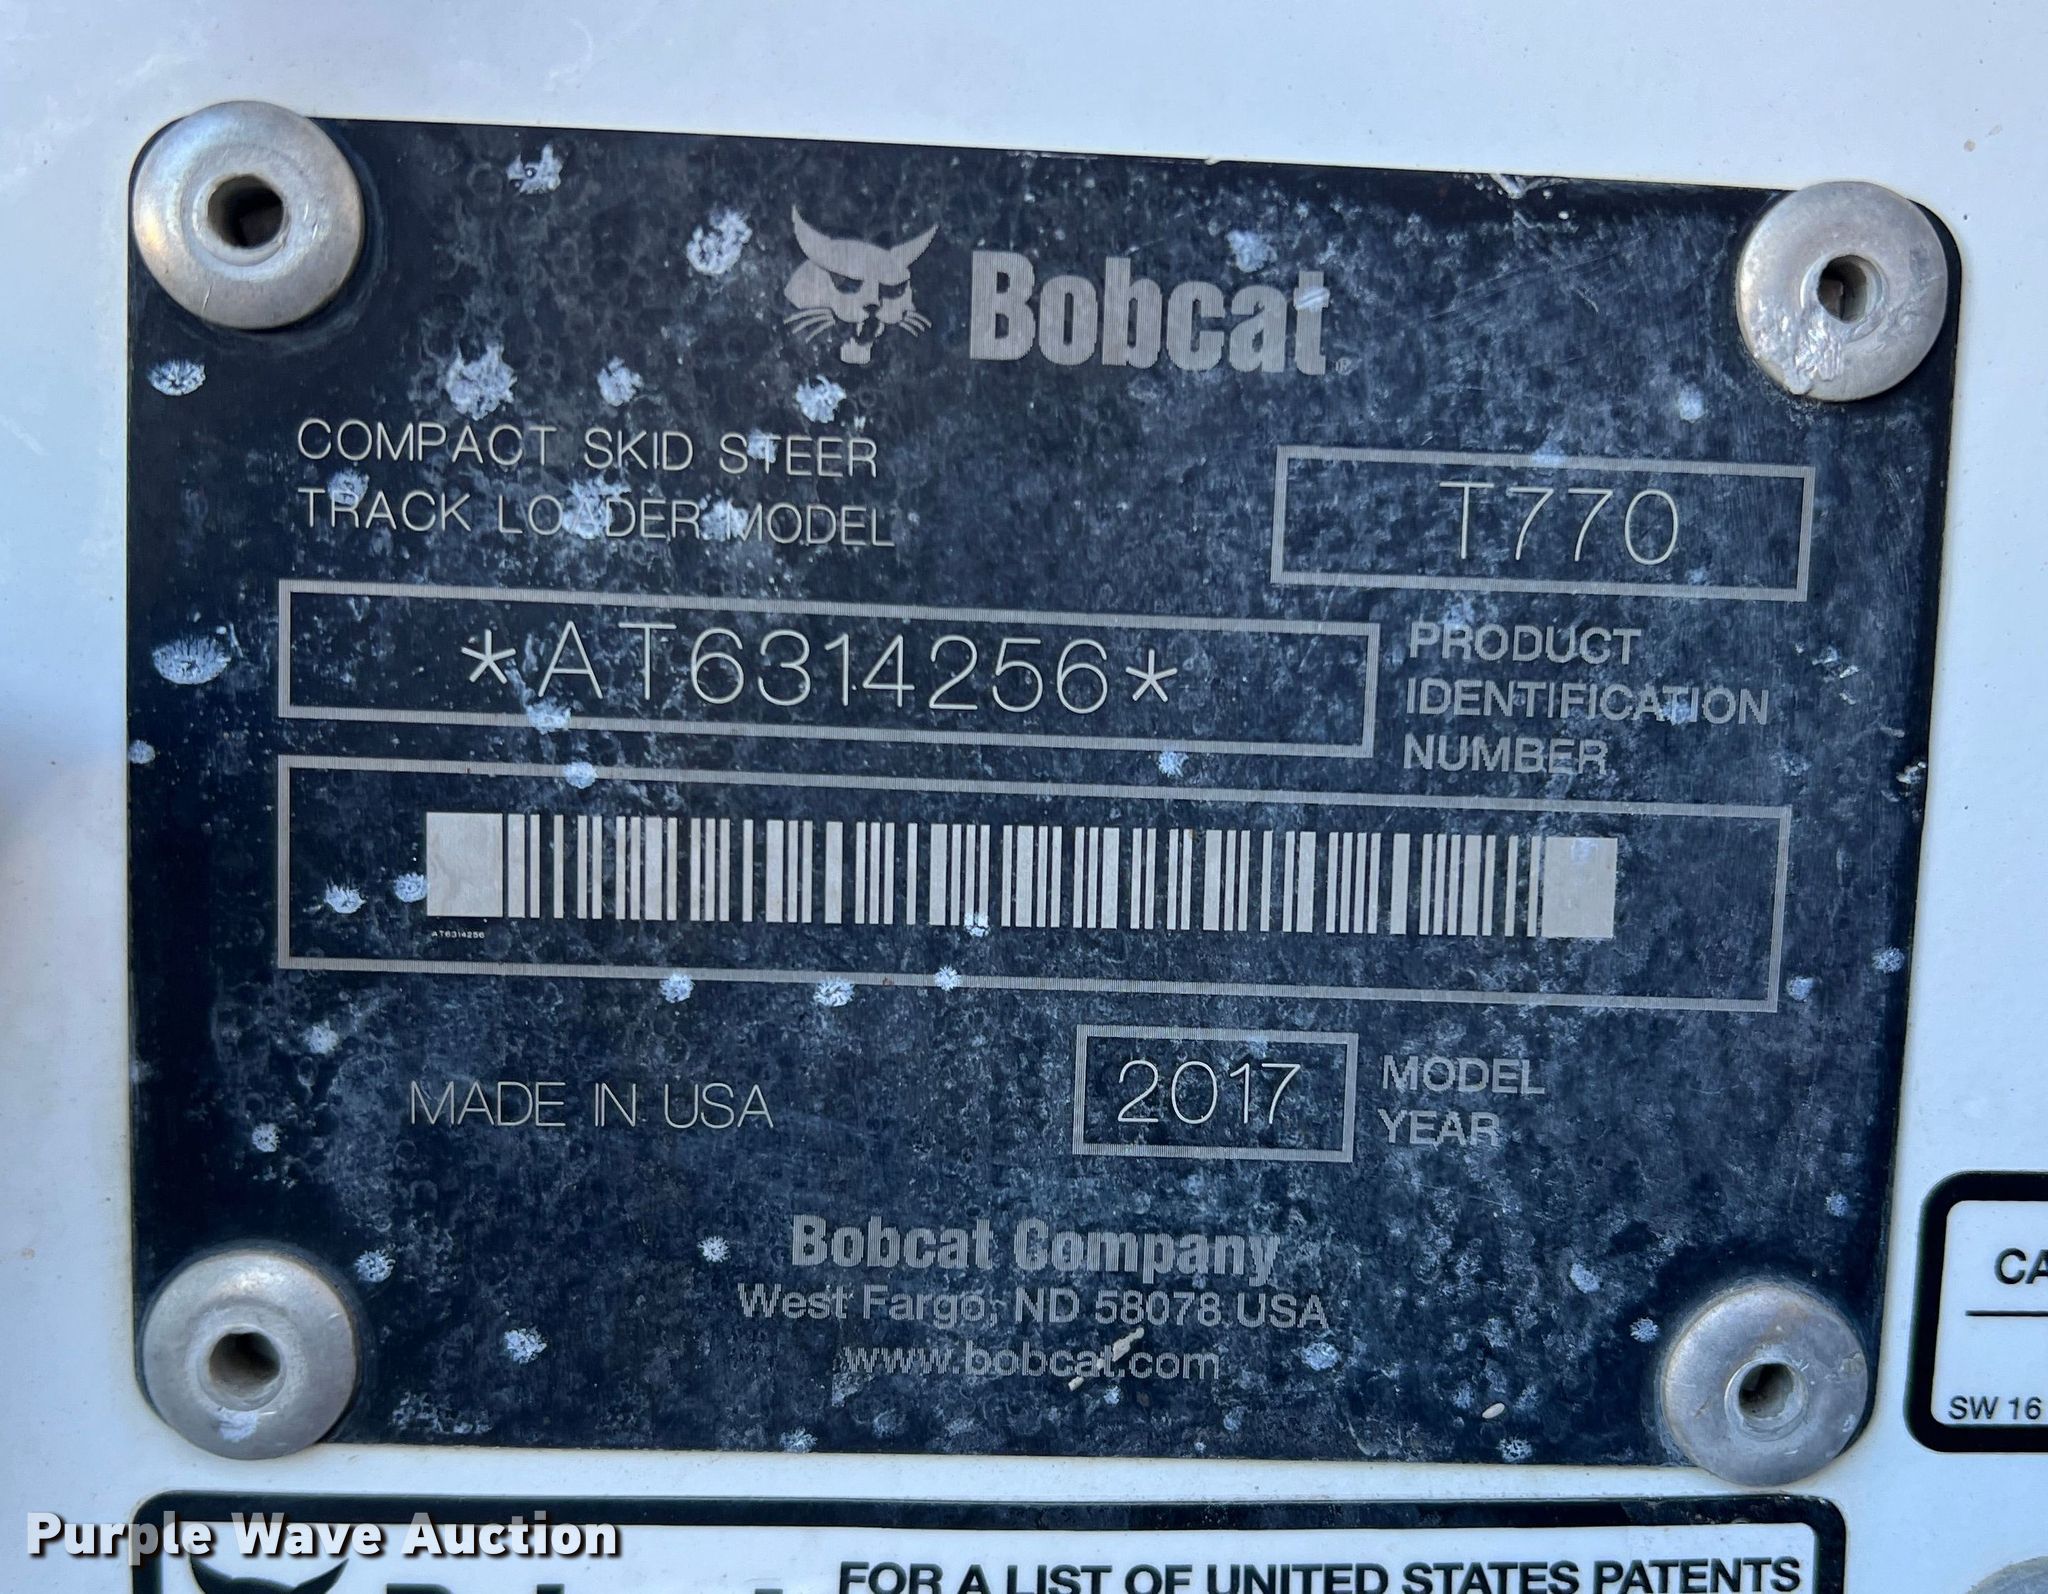 Bobcat®
COMPACT SKID STEER
TRACK LOADER MODEL
T770
*AT6314256*
PRODUCT
IDENTIFICATION
NUMBER
AT6314256
MADE IN USA
2017
MODEL
YEAR
Bobcat Company
West Fargo, ND 58078 USA
www.bobcat.com
CA
SW 16
Purple Wave Auction
FOR A LIST OF UNITED STATES PATENTS